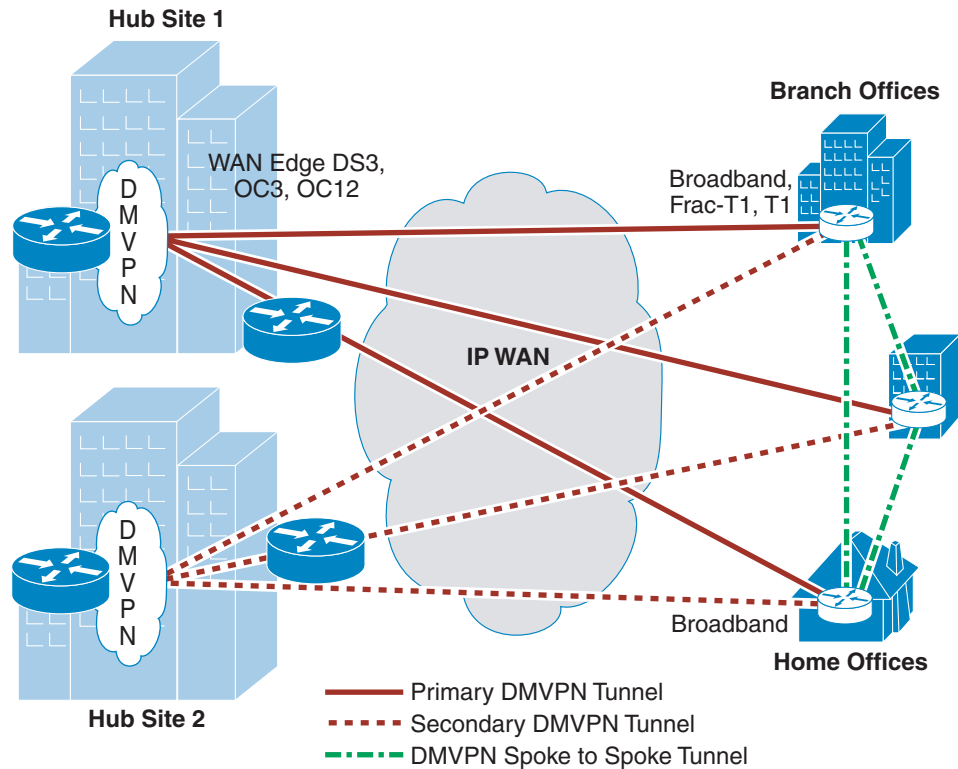 Hub Site 1
Branch Offices
WAN Edge DS3,
OC3, OC12
Broadband,
Frac-T1, T1
D
M
V
P
N
IP WAN
D
M
V
P
N
Broadband
Home Offices
Hub Site 2
Primary DMVPN Tunnel
Secondary DMVPN Tunnel
DMVPN Spoke to Spoke Tunnel